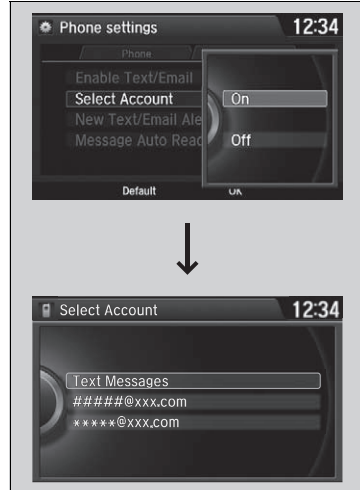 Phone settings 12:34
Phone
Enable Text/Email
Select Account On
New Text/Email Ale
Message Auto Read Off
Default OK
Select Account 12:34
Text Messages
#####@xxx.com
*****@xxx.com